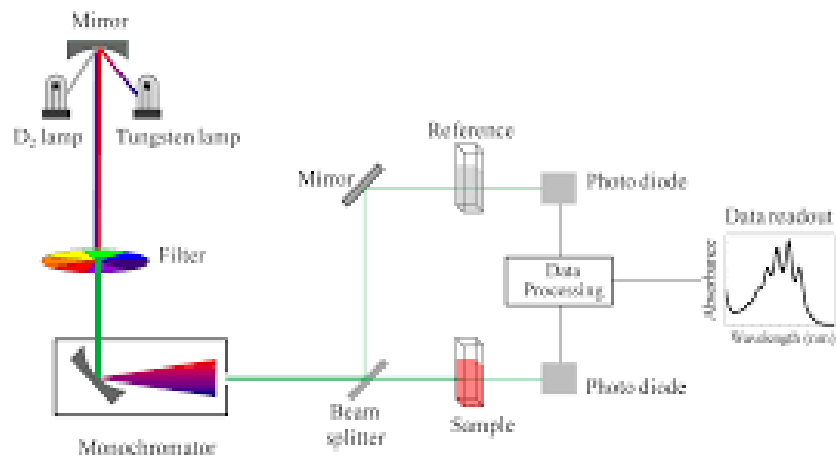 Mirror
D₂ lamp
Tungsten lamp
Filter
Monochromator
Mirror
Beam
splitter
Reference
Sample
Photo diode
Data
Processing
Photo diode
Data readout
Absorbance
Wavelength (nm)